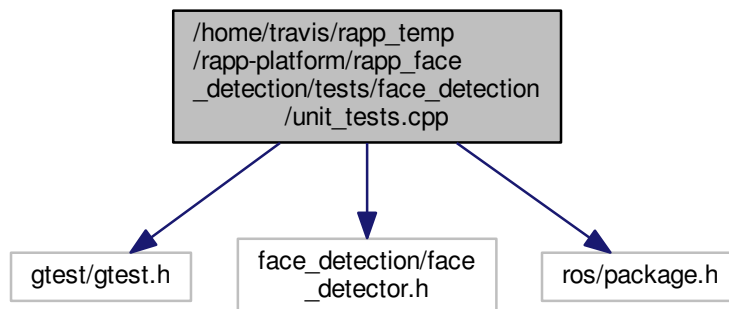 /home/travis/rapp_temp
/rapp-platform/rapp_face
_detection/tests/face_detection
/unit_tests.cpp
gtest/gtest.h
face_detection/face
_detector.h
ros/package.h